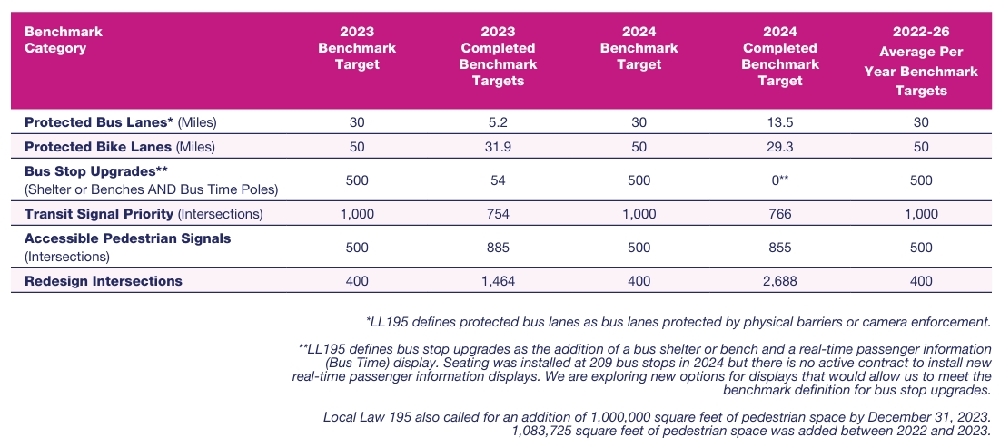 Benchmark Category
2023 Benchmark Target
2023 Completed Benchmark Targets
2024 Benchmark Target
2024 Completed Benchmark Target
2022-26 Average Per Year Benchmark Targets
Protected Bus Lanes* (Miles) 30 5.2 30 13.5 30
Protected Bike Lanes (Miles) 50 31.9 50 29.3 50
Bus Stop Upgrades**
(Shelter or Benches AND Bus Time Poles) 500 54 500 0** 500
Transit Signal Priority (Intersections) 1,000 754 1,000 766 1,000
Accessible Pedestrian Signals
(Intersections) 500 885 500 855 500
Redesign Intersections 400 1,464 400 2,688 400
*LL195 defines protected bus lanes as bus lanes protected by physical barriers or camera enforcement.
**LL195 defines bus stop upgrades as the addition of a bus shelter or bench and a real-time passenger information
(Bus Time) display. Seating was installed at 209 bus stops in 2024 but there is no active contract to install new
real-time passenger information displays. We are exploring new options for displays that would allow us to meet the
benchmark definition for bus stop upgrades.
Local Law 195 also called for an addition of 1,000,000 square feet of pedestrian space by December 31, 2023.
1,083,725 square feet of pedestrian space was added between 2022 and 2023.